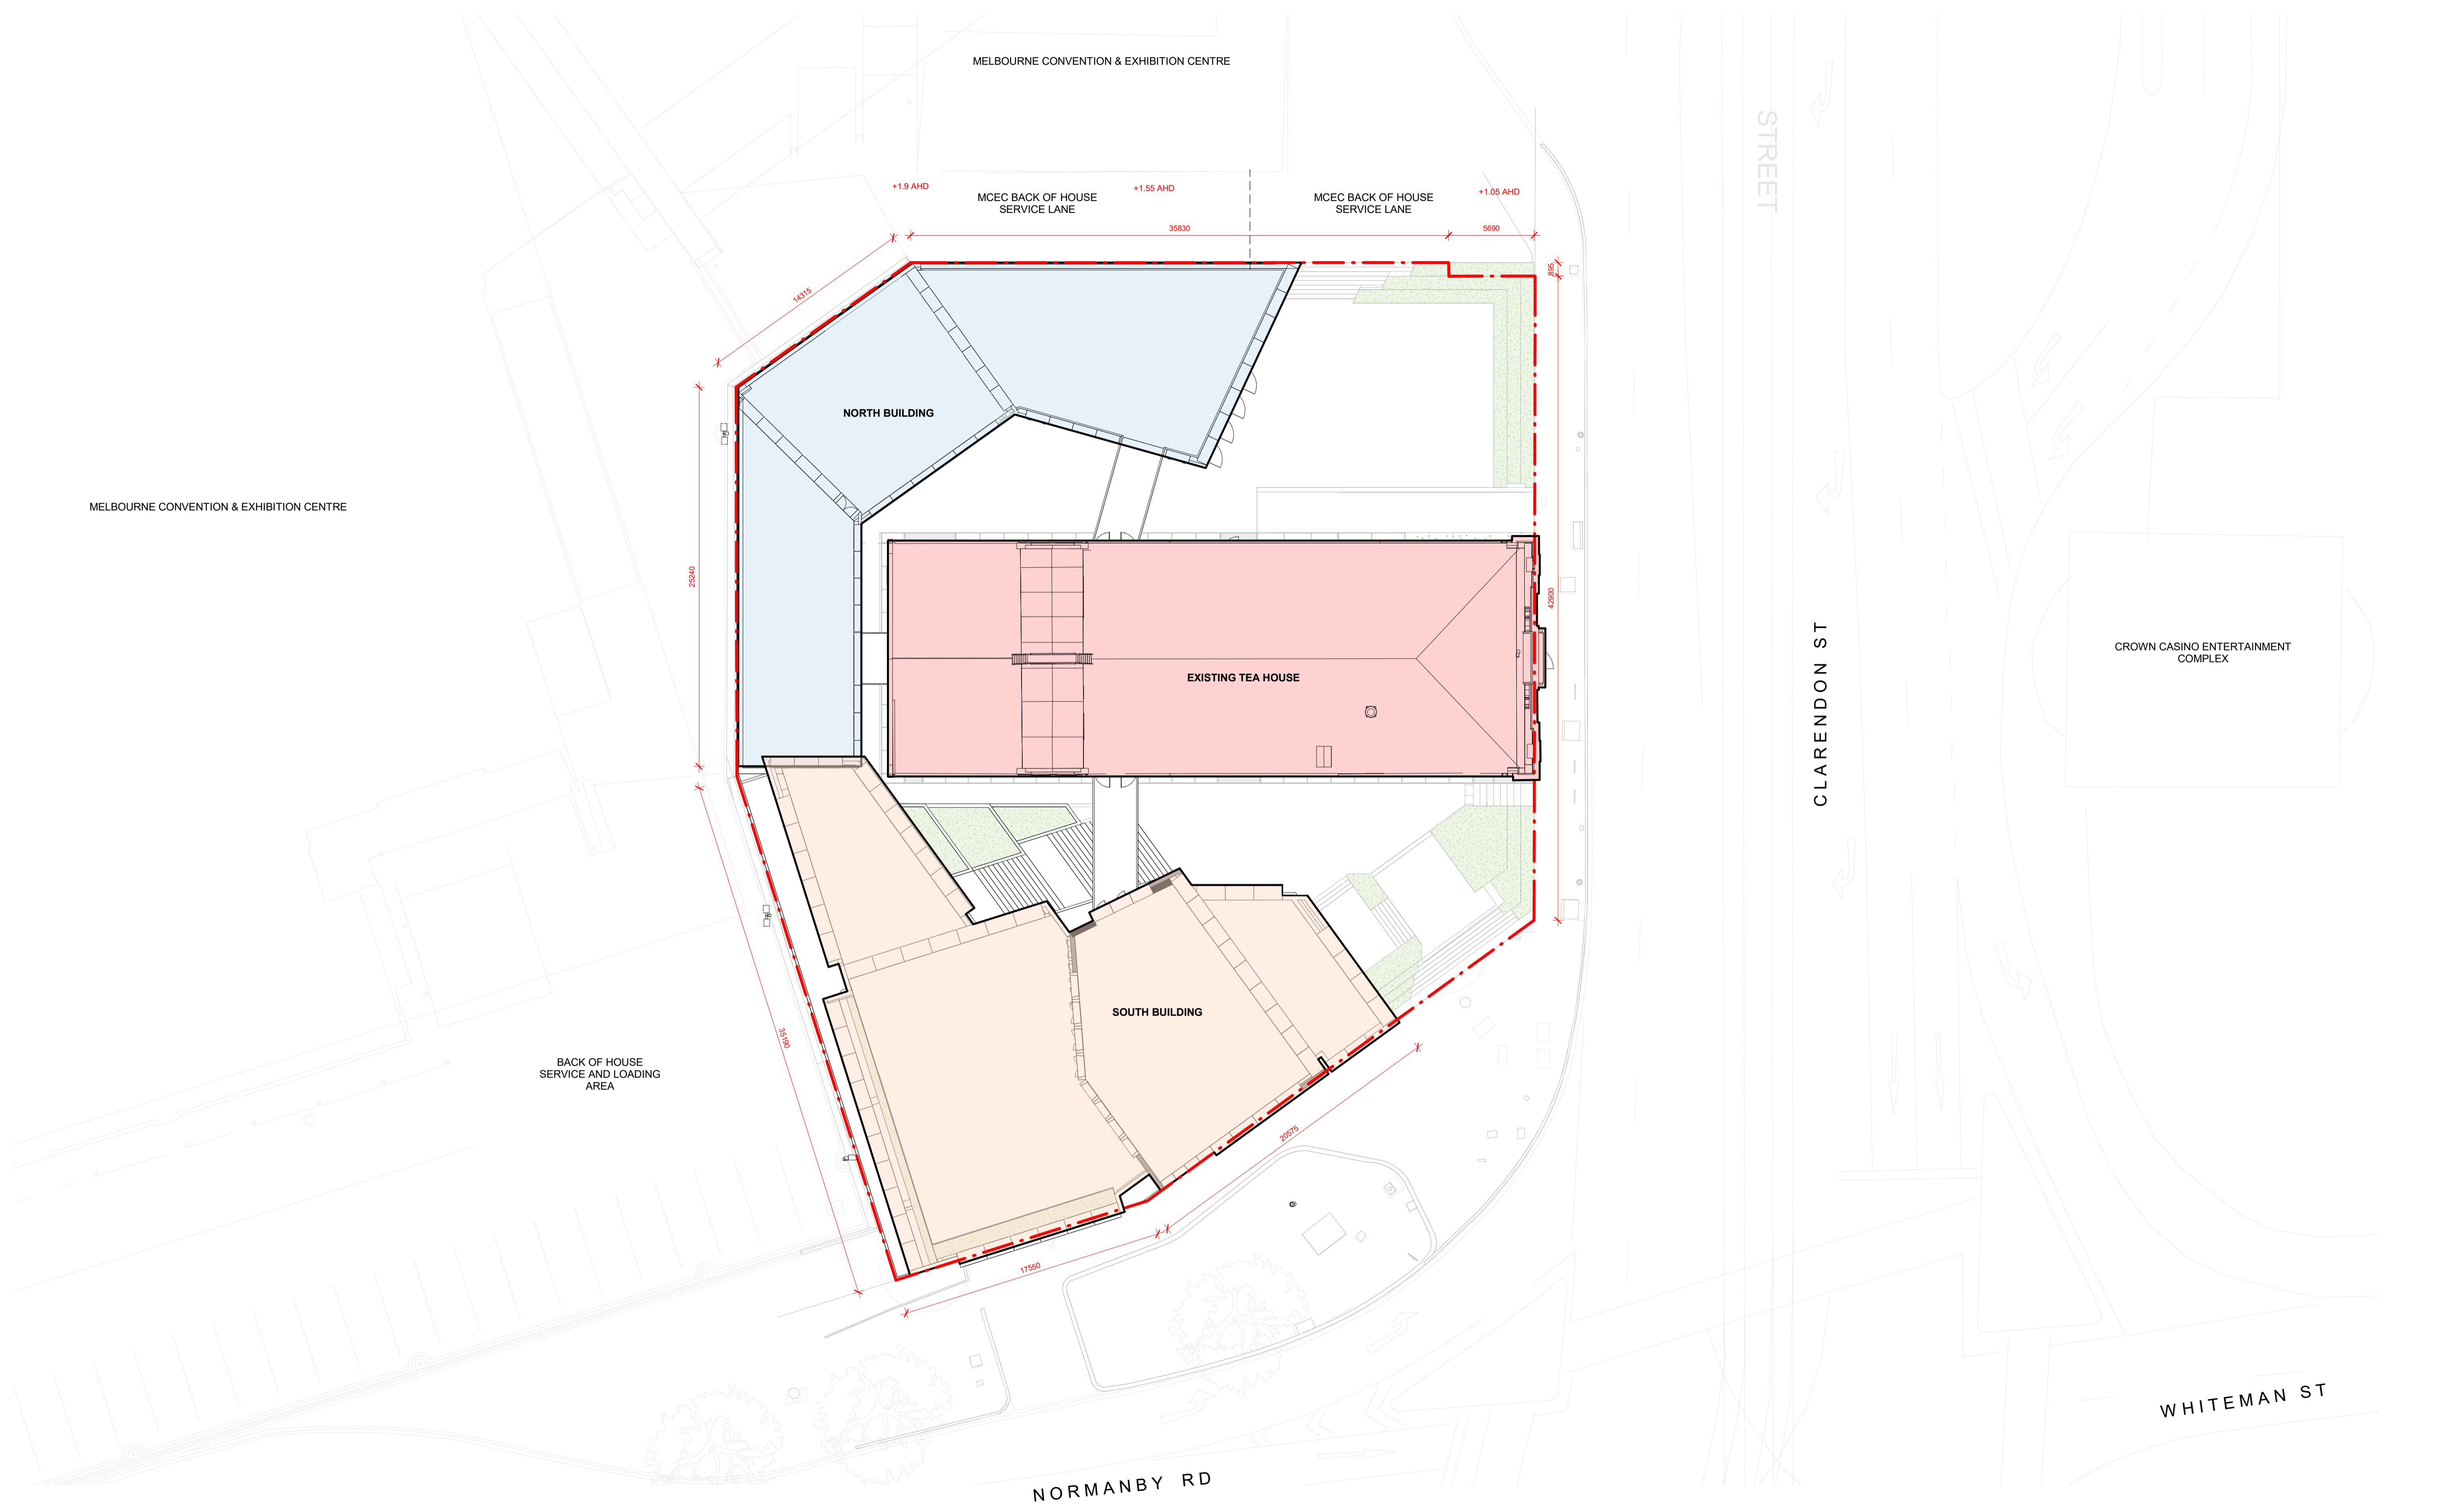 MELBOURNE CONVENTION & EXHIBITION CENTRE
STREET
+1.9 AHD
+1.55 AHD
+1.05 AHD
MCEC BACK OF HOUSE
SERVICE LANE
MCEC BACK OF HOUSE
SERVICE LANE
35830
5690
895
14315
NORTH BUILDING
MELBOURNE CONVENTION & EXHIBITION CENTRE
25240
42900
EXISTING TEA HOUSE
CLARENDON ST
CROWN CASINO ENTERTAINMENT
COMPLEX
SOUTH BUILDING
35190
BACK OF HOUSE
SERVICE AND LOADING
AREA
20575
17550
WHITEMAN ST
NORMANBY RD